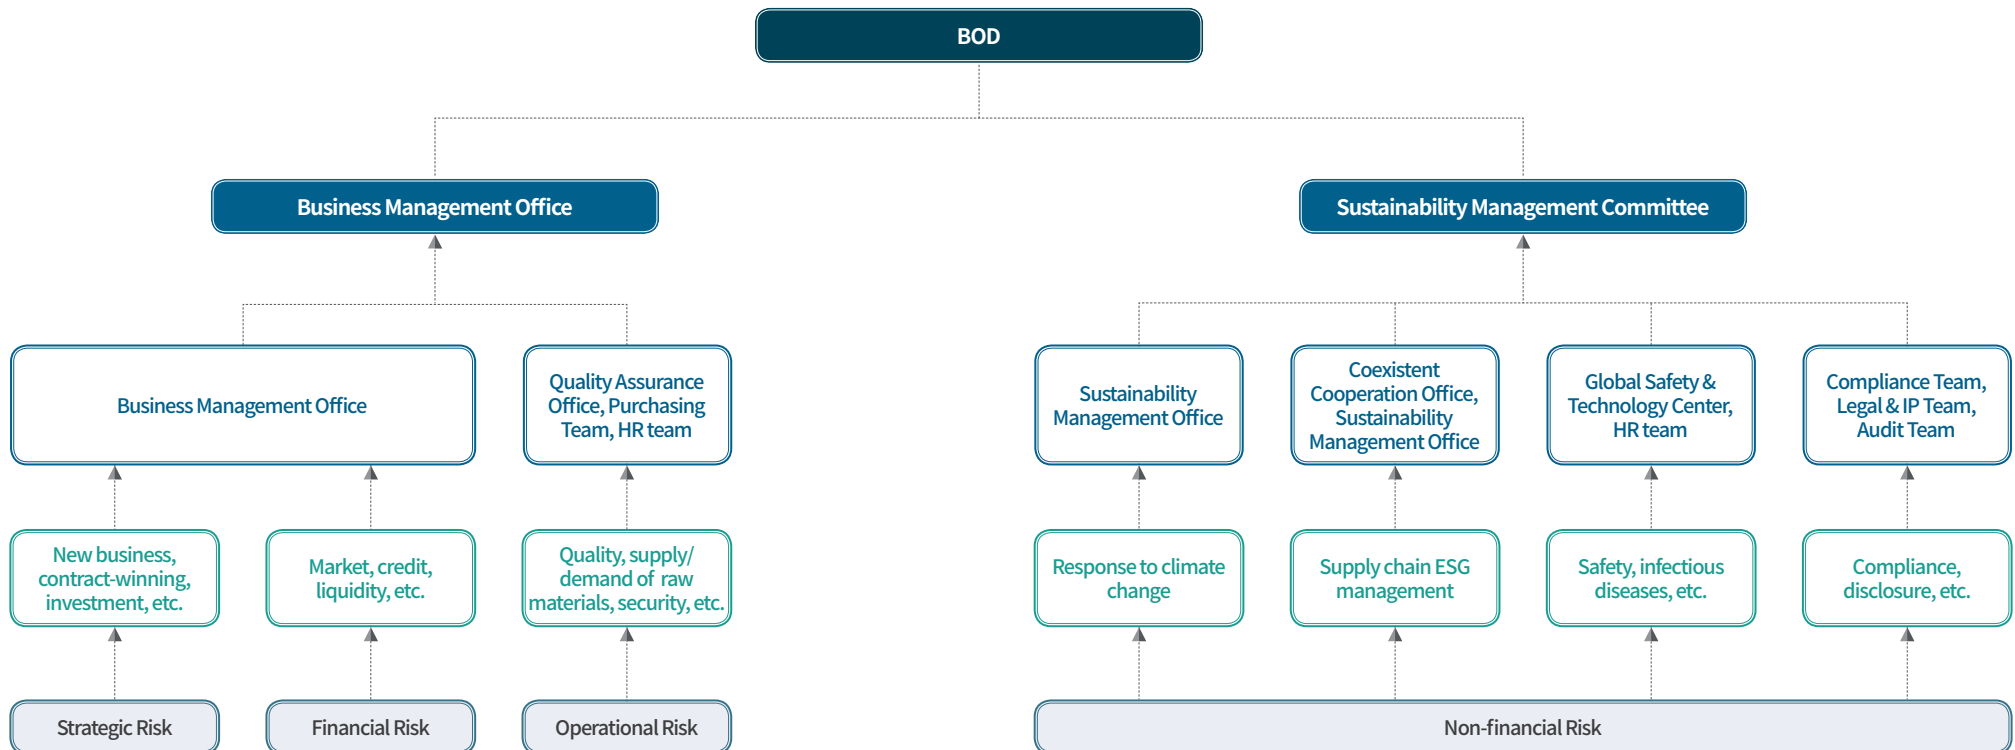 BOD
Business Management Office
Sustainability Management Committee
Business Management Office
Quality Assurance
Office, Purchasing
Team, HR team
Sustainability
Management Office
Coexistent
Cooperation Office,
Sustainability
Management Office
Global Safety &
Technology Center,
HR team
Compliance Team,
Legal & IP Team,
Audit Team
New business,
contract-winning,
investment, etc.
Market, credit,
liquidity, etc.
Quality, supply/
demand of raw
materials, security, etc.
Response to climate
change
Supply chain ESG
management
Safety, infectious
diseases, etc.
Compliance,
disclosure, etc.
Strategic Risk
Financial Risk
Operational Risk
Non-financial Risk